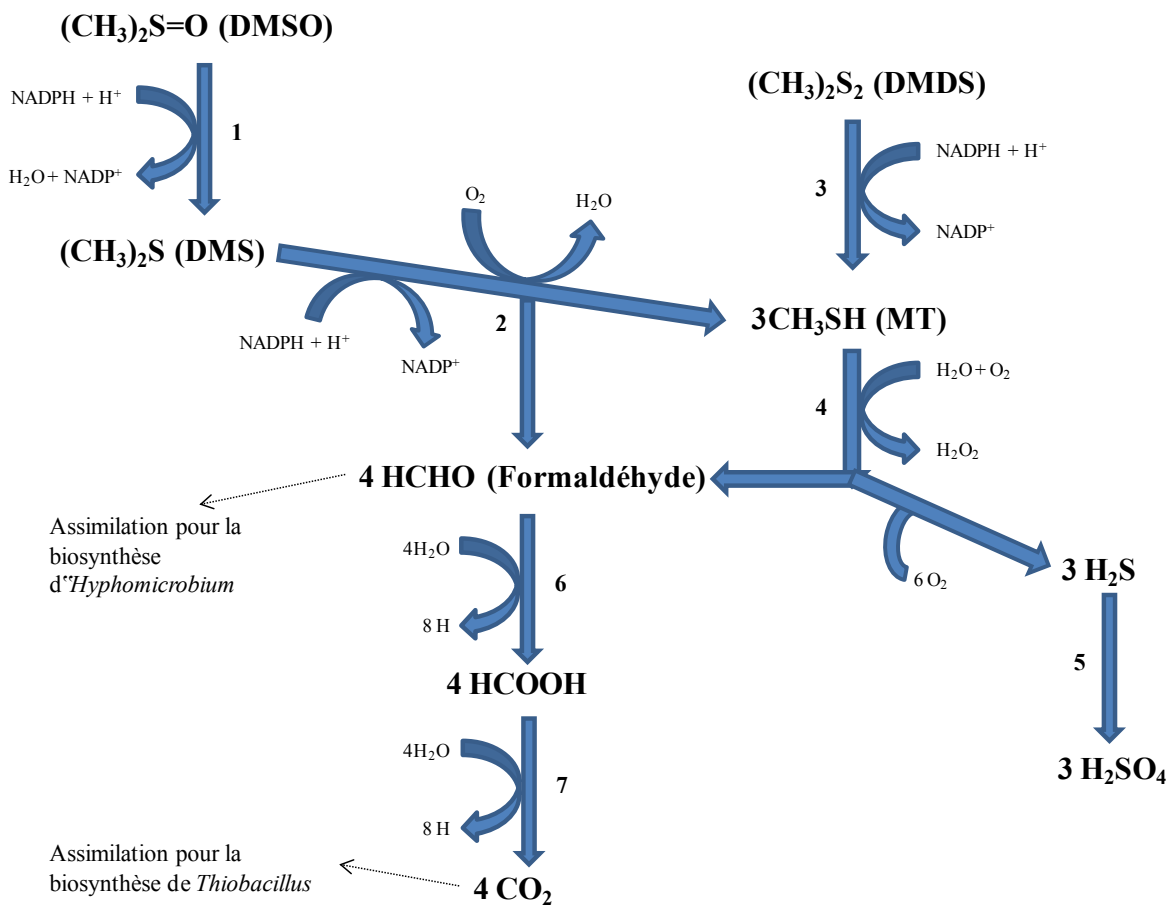 (CH₃)₂S=O (DMSO)
NADPH + H⁺
1
H₂O + NADP⁺
(CH₃)₂S₂ (DMDS)
NADPH + H⁺
3
NADP⁺
O₂
H₂O
(CH₃)₂S (DMS)
2
NADPH + H⁺
NADP⁺
3CH₃SH (MT)
H₂O + O₂
4
H₂O₂
4 HCHO (Formaldéhyde)
Assimilation pour la
biosynthèse
d‟Hyphomicrobium
4H₂O
6
8 H
6 O₂
3 H₂S
5
4 HCOOH
3 H₂SO₄
4H₂O
7
8 H
Assimilation pour la
biosynthèse de Thiobacillus
4 CO₂